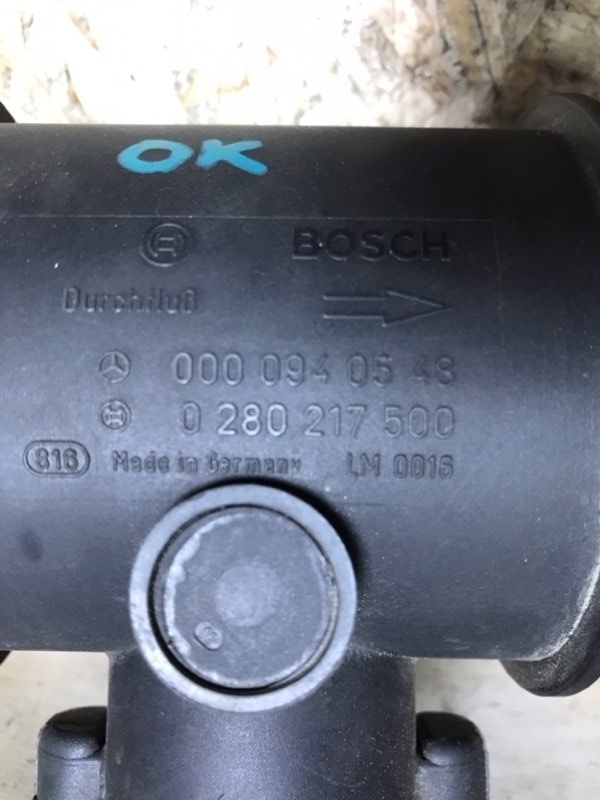 OK
BOSCH
Durchfluß
000 094 05 48
0 280 217 500
816 Made in Germany LM 0016